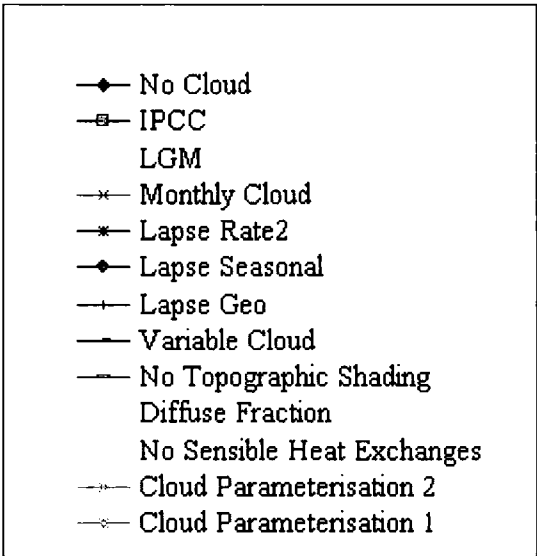 No Cloud
IPCC
LGM
Monthly Cloud
Lapse Rate2
Lapse Seasonal
Lapse Geo
Variable Cloud
No Topographic Shading
Diffuse Fraction
No Sensible Heat Exchanges
Cloud Parameterisation 2
Cloud Parameterisation 1